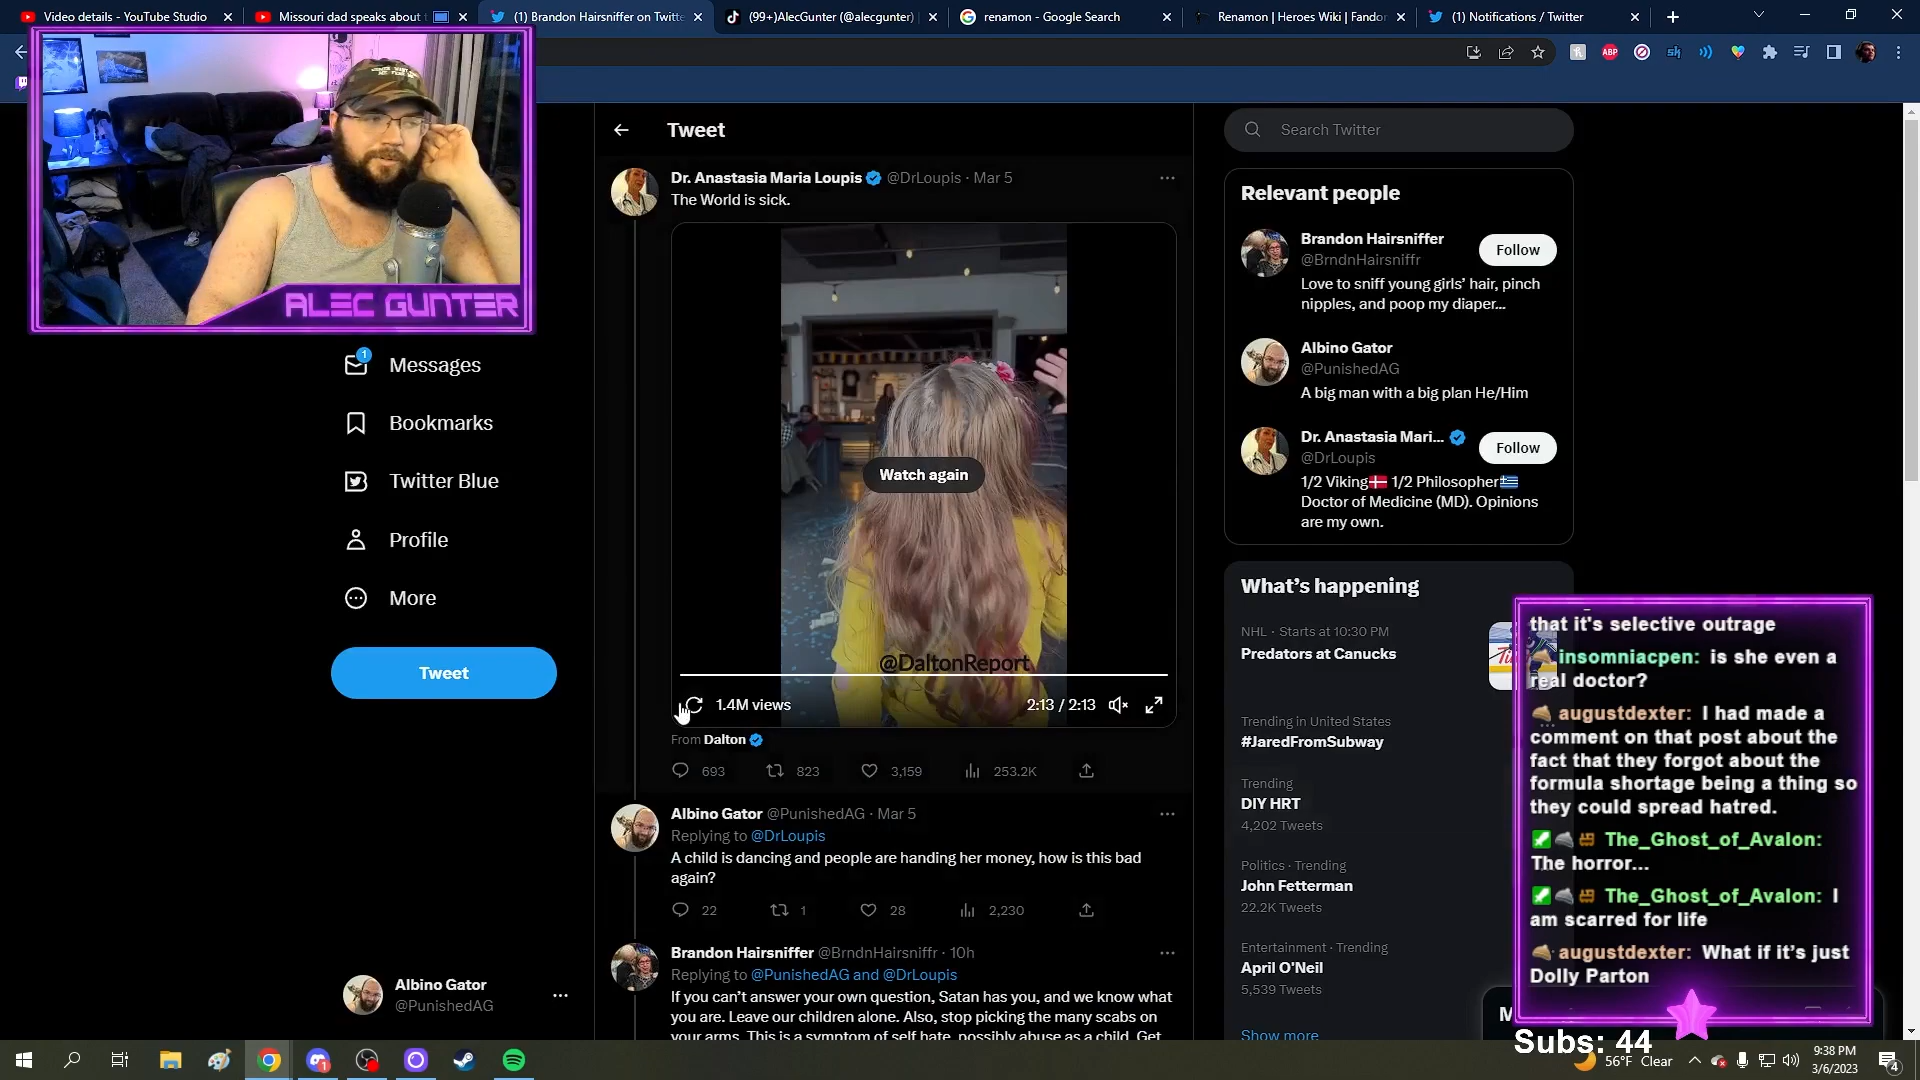 Video details - YouTube Studio
Missouri dad speaks about t
(1) Brandon Hairsniffer on Twitte
(99+)AlecGunter (@alecgunter)
renamon - Google Search
Renamon | Heroes Wiki | Fandor
(1) Notifications / Twitter
ABP
ALEC GUNTER
1
Messages
Bookmarks
Twitter Blue
Profile
More
Tweet
Albino Gator
@PunishedAG
Tweet
Dr. Anastasia Maria Loupis @DrLoupis · Mar 5
The World is sick.
Watch again
@DaltonReport
1.4M views
2:13 / 2:13
From Dalton
693 823 3,159 253.2K
Albino Gator @PunishedAG · Mar 5
Replying to @DrLoupis
A child is dancing and people are handing her money, how is this bad
again?
22 1 28 2,230
Brandon Hairsniffer @BrndnHairsniffr · 10h
Replying to @PunishedAG and @DrLoupis
If you can't answer your own question, Satan has you, and we know what
you are. Leave our children alone. Also, stop picking the many scabs on
your arms. This is a symptom of self hate, possibly abuse as a child. Get
Search Twitter
Relevant people
Brandon Hairsniffer
@BrndnHairsniffr
Follow
Love to sniff young girls' hair, pinch
nipples, and poop my diaper...
Albino Gator
@PunishedAG
A big man with a big plan He/Him
Dr. Anastasia Mari...
@DrLoupis
Follow
1/2 Viking 1/2 Philosopher
Doctor of Medicine (MD). Opinions
are my own.
What's happening
NHL · Starts at 10:30 PM
Predators at Canucks
Trending in United States
#JaredFromSubway
Trending
DIY HRT
4,202 Tweets
Politics · Trending
John Fetterman
22.2K Tweets
Entertainment · Trending
April O'Neil
5,539 Tweets
Show more
that it's selective outrage
insomniacpen: is she even a
real doctor?
augustdexter: I had made a
comment on that post about the
fact that they forgot about the
formula shortage being a thing so
they could spread hatred.
The_Ghost_of_Avalon:
The horror...
The_Ghost_of_Avalon: I
am scarred for life
augustdexter: What if it's just
Dolly Parton
Subs: 44
56°F Clear
9:38 PM
3/6/2023
4